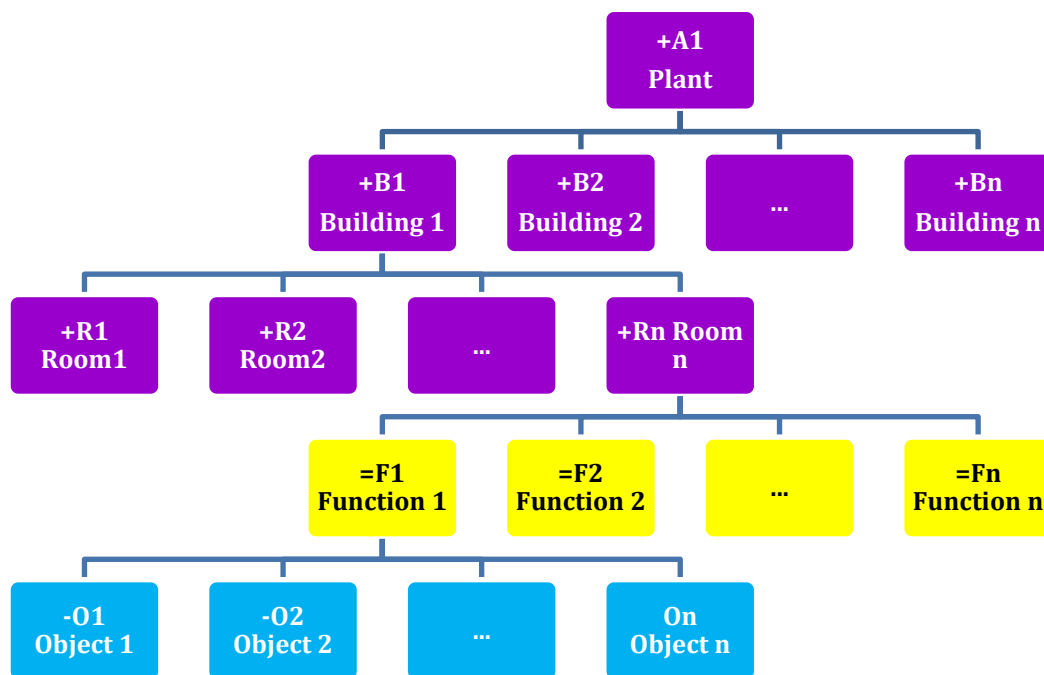 +A1
Plant
+B1
Building 1
+B2
Building 2
...
+Bn
Building n
+R1
Room1
+R2
Room2
...
+Rn Room
n
=F1
Function 1
=F2
Function 2
...
=Fn
Function n
-O1
Object 1
-O2
Object 2
...
On
Object n